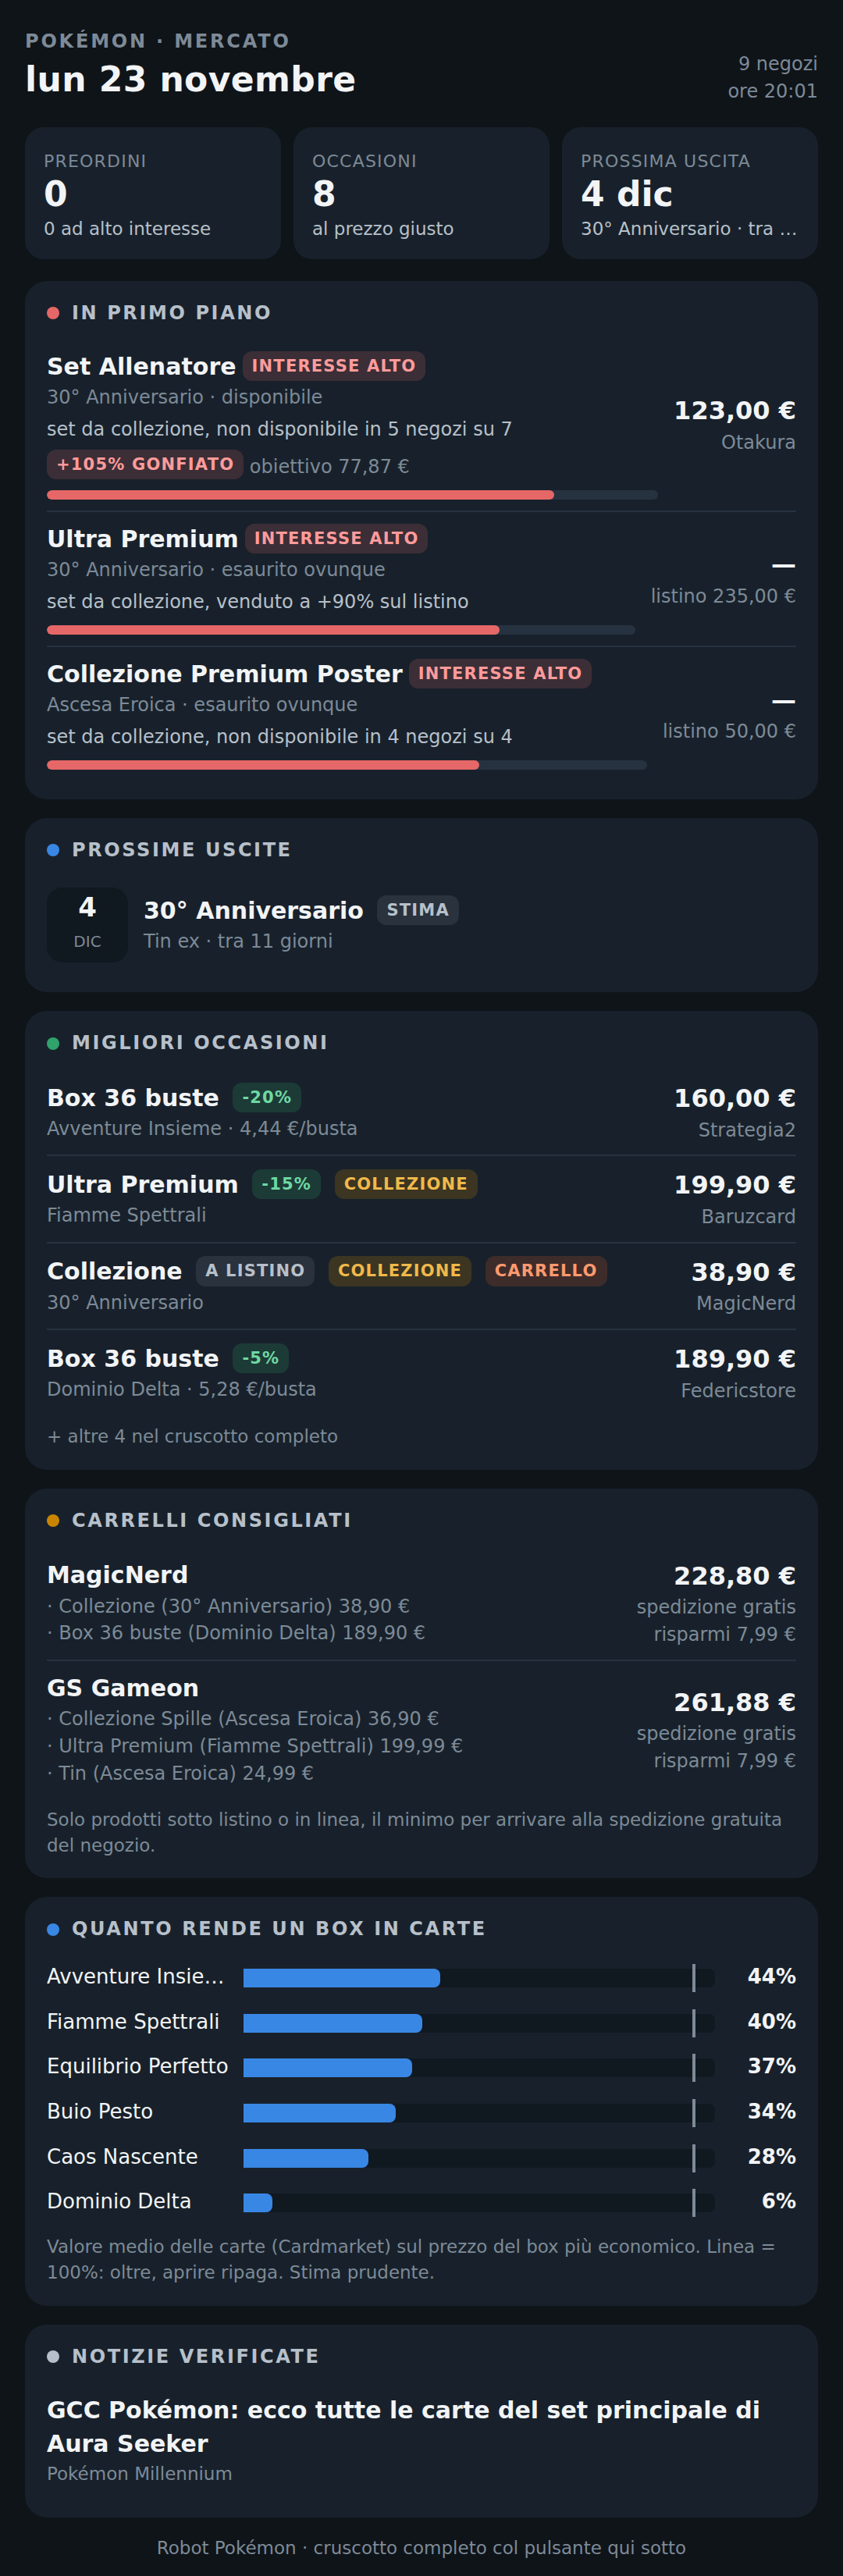 POKÉMON · MERCATO
lun 23 novembre
9 negozi
ore 20:01
PREORDINI
0
0 ad alto interesse
OCCASIONI
8
al prezzo giusto
PROSSIMA USCITA
4 dic
30° Anniversario · tra …
IN PRIMO PIANO
Set Allenatore INTERESSE ALTO
30° Anniversario · disponibile
set da collezione, non disponibile in 5 negozi su 7
+105% GONFIATO obiettivo 77,87 €
123,00 €
Otakura
Ultra Premium INTERESSE ALTO
30° Anniversario · esaurito ovunque
set da collezione, venduto a +90% sul listino
—
listino 235,00 €
Collezione Premium Poster INTERESSE ALTO
Ascesa Eroica · esaurito ovunque
set da collezione, non disponibile in 4 negozi su 4
—
listino 50,00 €
PROSSIME USCITE
4
DIC
30° Anniversario STIMA
Tin ex · tra 11 giorni
MIGLIORI OCCASIONI
Box 36 buste -20%
Avventure Insieme · 4,44 €/busta
160,00 €
Strategia2
Ultra Premium -15% COLLEZIONE
Fiamme Spettrali
199,90 €
Baruzcard
Collezione A LISTINO COLLEZIONE CARRELLO
30° Anniversario
38,90 €
MagicNerd
Box 36 buste -5%
Dominio Delta · 5,28 €/busta
189,90 €
Federicstore
+ altre 4 nel cruscotto completo
CARRELLI CONSIGLIATI
MagicNerd
· Collezione (30° Anniversario) 38,90 €
· Box 36 buste (Dominio Delta) 189,90 €
228,80 €
spedizione gratis
risparmi 7,99 €
GS Gameon
· Collezione Spille (Ascesa Eroica) 36,90 €
· Ultra Premium (Fiamme Spettrali) 199,99 €
· Tin (Ascesa Eroica) 24,99 €
261,88 €
spedizione gratis
risparmi 7,99 €
Solo prodotti sotto listino o in linea, il minimo per arrivare alla spedizione gratuita
del negozio.
QUANTO RENDE UN BOX IN CARTE
Avventure Insie… 44%
Fiamme Spettrali 40%
Equilibrio Perfetto 37%
Buio Pesto 34%
Caos Nascente 28%
Dominio Delta 6%
Valore medio delle carte (Cardmarket) sul prezzo del box più economico. Linea =
100%: oltre, aprire ripaga. Stima prudente.
NOTIZIE VERIFICATE
GCC Pokémon: ecco tutte le carte del set principale di
Aura Seeker
Pokémon Millennium
Robot Pokémon · cruscotto completo col pulsante qui sotto